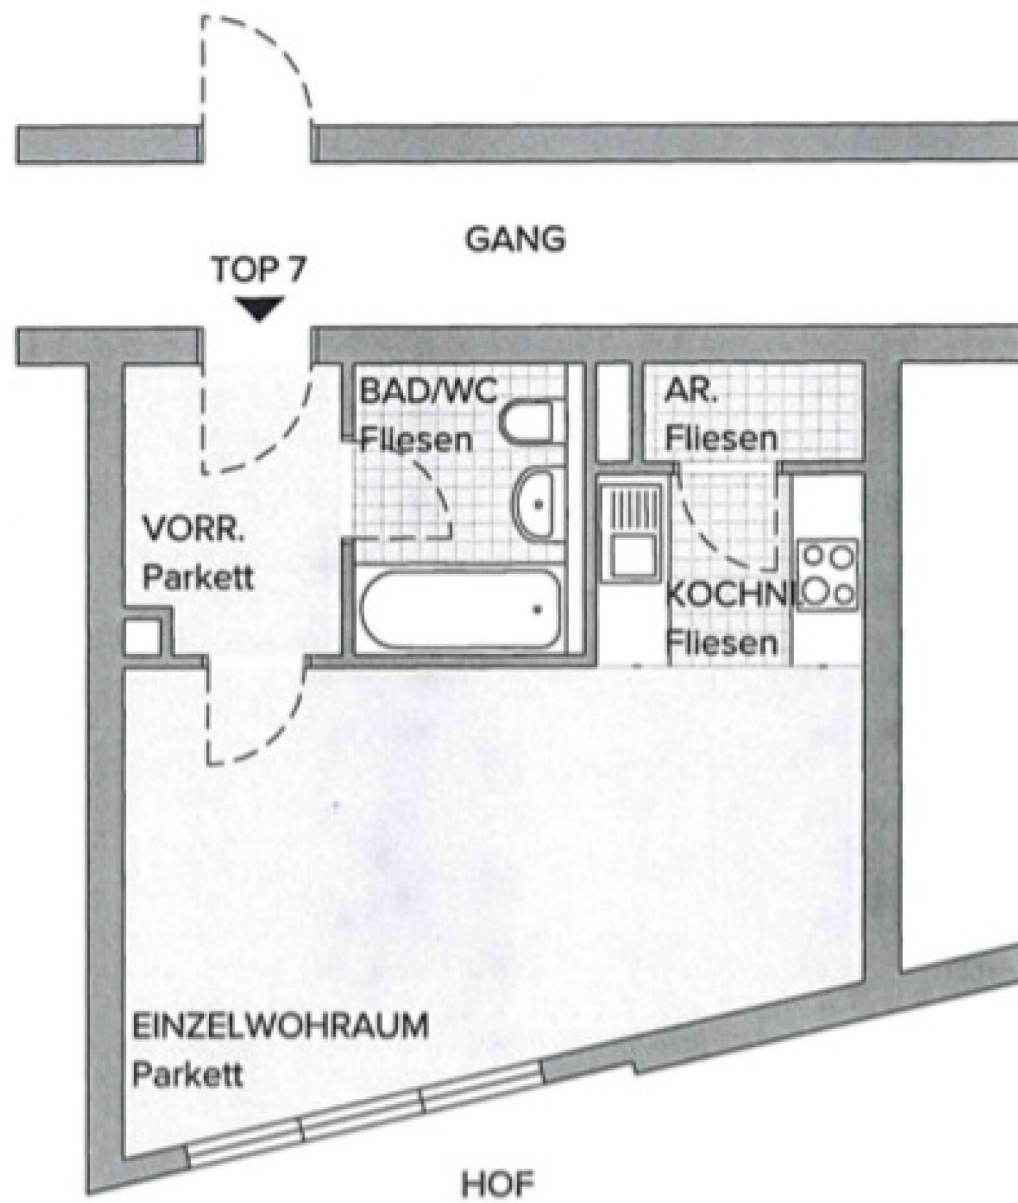 GANG
TOP 7
BAD/WC
Fliesen
AR.
Fliesen
VORR.
Parkett
KOCHNI.
Fliesen
EINZELWOHRAUM
Parkett
HOF